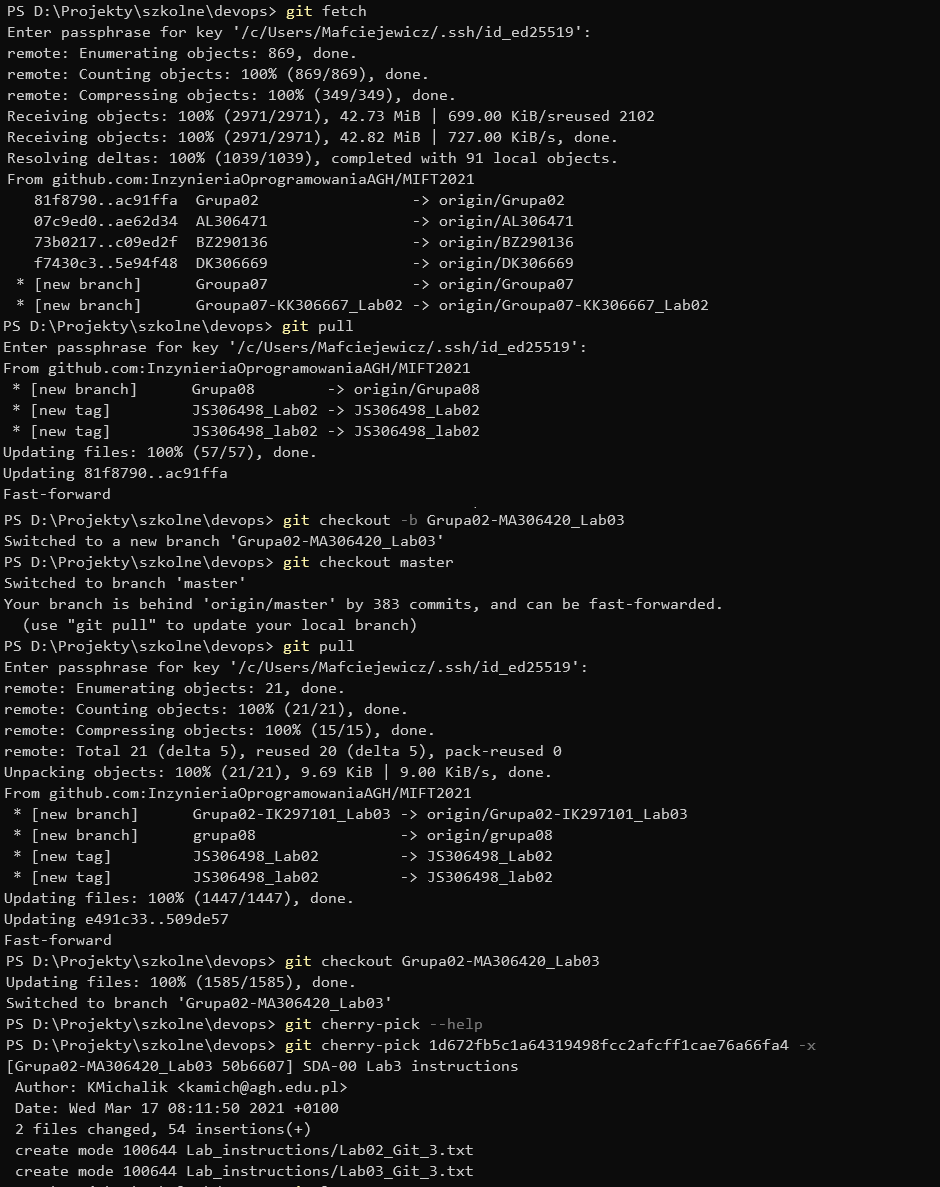 PS D:\Projekty\szkolne\devops> git fetch
Enter passphrase for key '/c/Users/Mafciejewicz/.ssh/id_ed25519':
remote: Enumerating objects: 869, done.
remote: Counting objects: 100% (869/869), done.
remote: Compressing objects: 100% (349/349), done.
Receiving objects: 100% (2971/2971), 42.73 MiB | 699.00 KiB/sreused 2102
Receiving objects: 100% (2971/2971), 42.82 MiB | 727.00 KiB/s, done.
Resolving deltas: 100% (1039/1039), completed with 91 local objects.
From github.com:InzynieriaOprogramowaniaAGH/MIFT2021
   81f8790..ac91ffa  Grupa02                 -> origin/Grupa02
   07c9ed0..ae62d34  AL306471                -> origin/AL306471
   73b0217..c09ed2f  BZ290136                -> origin/BZ290136
   f7430c3..5e94f48  DK306669                -> origin/DK306669
 * [new branch]      Groupa07                -> origin/Groupa07
 * [new branch]      Groupa07-KK306667_Lab02 -> origin/Groupa07-KK306667_Lab02
PS D:\Projekty\szkolne\devops> git pull
Enter passphrase for key '/c/Users/Mafciejewicz/.ssh/id_ed25519':
From github.com:InzynieriaOprogramowaniaAGH/MIFT2021
 * [new branch]      Grupa08        -> origin/Grupa08
 * [new tag]         JS306498_Lab02 -> JS306498_Lab02
 * [new tag]         JS306498_lab02 -> JS306498_lab02
Updating files: 100% (57/57), done.
Updating 81f8790..ac91ffa
Fast-forward
PS D:\Projekty\szkolne\devops> git checkout -b Grupa02-MA306420_Lab03
Switched to a new branch 'Grupa02-MA306420_Lab03'
PS D:\Projekty\szkolne\devops> git checkout master
Switched to branch 'master'
Your branch is behind 'origin/master' by 383 commits, and can be fast-forwarded.
  (use "git pull" to update your local branch)
PS D:\Projekty\szkolne\devops> git pull
Enter passphrase for key '/c/Users/Mafciejewicz/.ssh/id_ed25519':
remote: Enumerating objects: 21, done.
remote: Counting objects: 100% (21/21), done.
remote: Compressing objects: 100% (15/15), done.
remote: Total 21 (delta 5), reused 20 (delta 5), pack-reused 0
Unpacking objects: 100% (21/21), 9.69 KiB | 9.00 KiB/s, done.
From github.com:InzynieriaOprogramowaniaAGH/MIFT2021
 * [new branch]      Grupa02-IK297101_Lab03 -> origin/Grupa02-IK297101_Lab03
 * [new branch]      grupa08                -> origin/grupa08
 * [new tag]         JS306498_Lab02         -> JS306498_Lab02
 * [new tag]         JS306498_lab02         -> JS306498_lab02
Updating files: 100% (1447/1447), done.
Updating e491c33..509de57
Fast-forward
PS D:\Projekty\szkolne\devops> git checkout Grupa02-MA306420_Lab03
Updating files: 100% (1585/1585), done.
Switched to branch 'Grupa02-MA306420_Lab03'
PS D:\Projekty\szkolne\devops> git cherry-pick --help
PS D:\Projekty\szkolne\devops> git cherry-pick 1d672fb5c1a64319498fcc2afcff1cae76a66fa4 -x
[Grupa02-MA306420_Lab03 50b6607] SDA-00 Lab3 instructions
 Author: KMichalik <kamich@agh.edu.pl>
 Date: Wed Mar 17 08:11:50 2021 +0100
 2 files changed, 54 insertions(+)
 create mode 100644 Lab_instructions/Lab02_Git_3.txt
 create mode 100644 Lab_instructions/Lab03_Git_3.txt